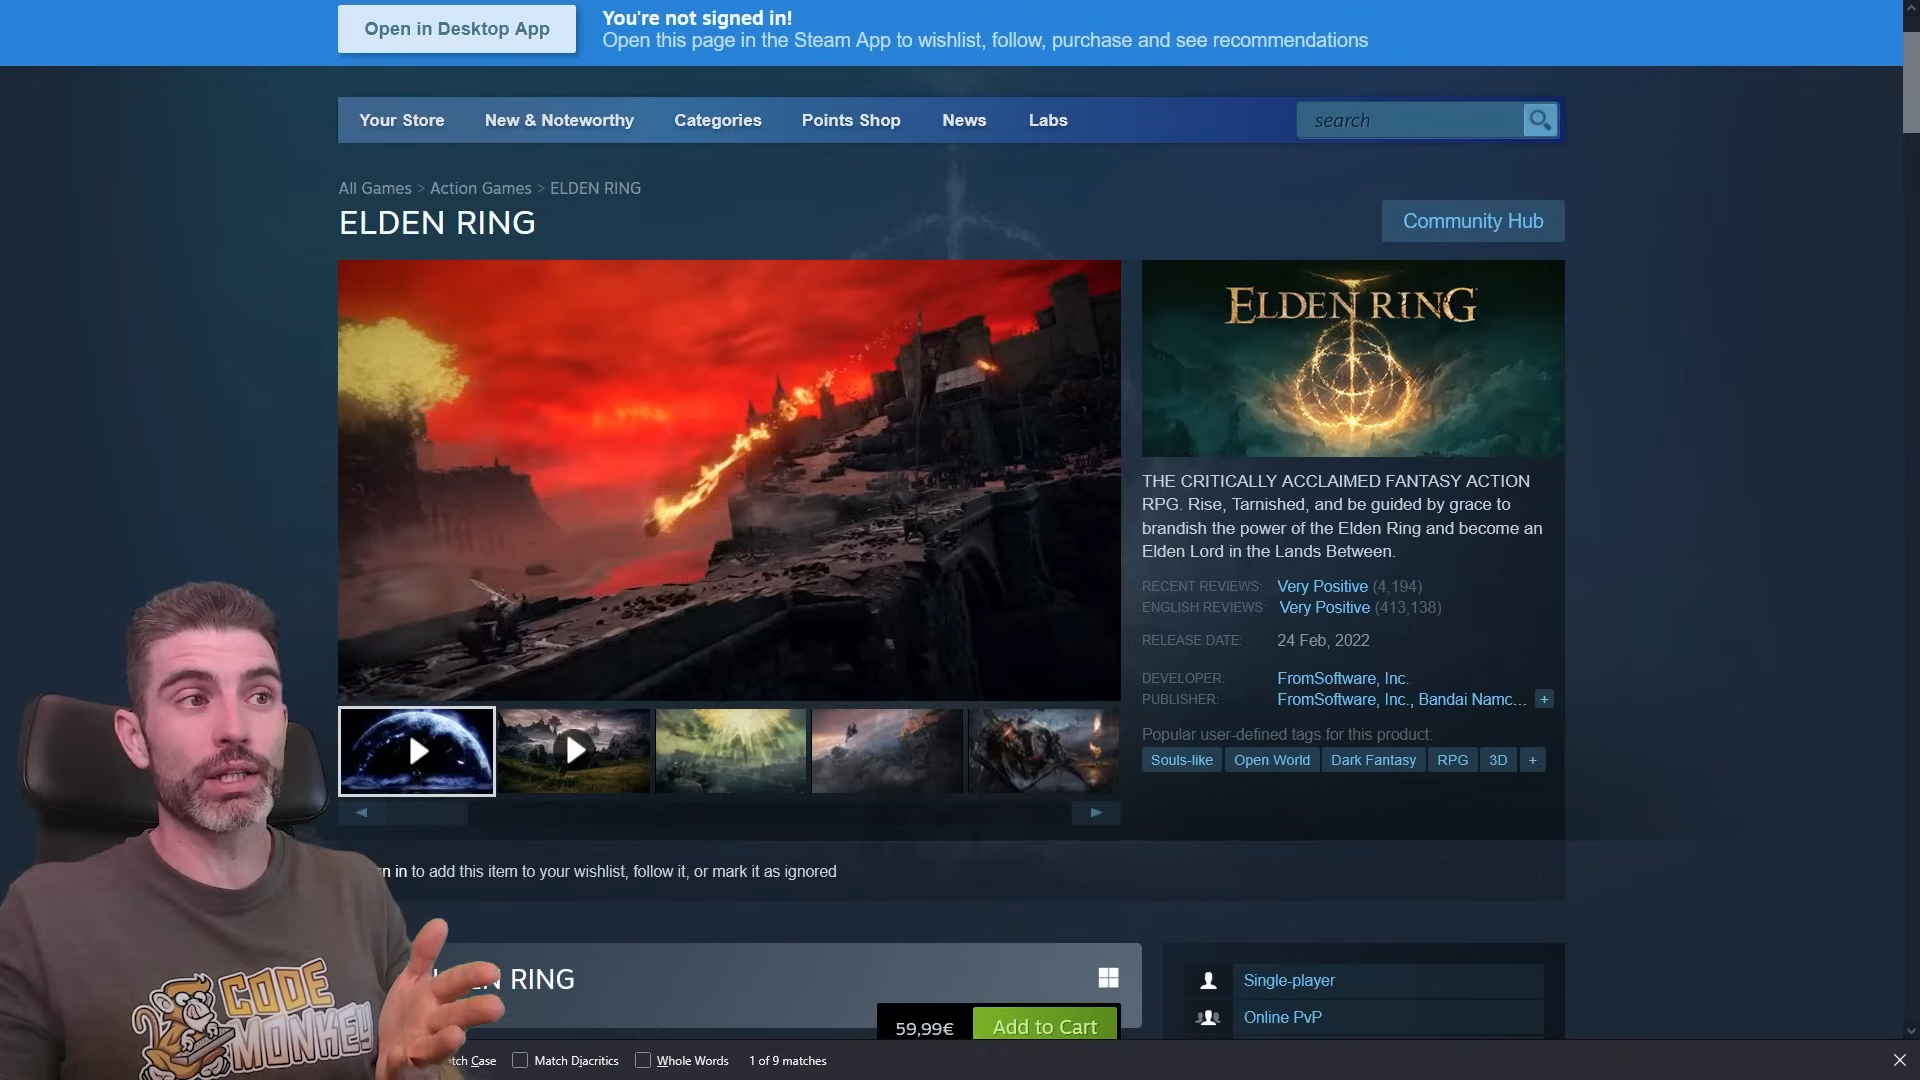 Open in Desktop App
You're not signed in!
Open this page in the Steam App to wishlist, follow, purchase and see recommendations
Your Store New & Noteworthy Categories Points Shop News Labs
search
All Games > Action Games > ELDEN RING
ELDEN RING
Community Hub
ELDEN RING
THE CRITICALLY ACCLAIMED FANTASY ACTION
RPG. Rise, Tarnished, and be guided by grace to
brandish the power of the Elden Ring and become an
Elden Lord in the Lands Between.
RECENT REVIEWS: Very Positive (4,194)
ENGLISH REVIEWS Very Positive (413,138)
RELEASE DATE: 24 Feb, 2022
DEVELOPER: FromSoftware, Inc.
PUBLISHER: FromSoftware, Inc., Bandai Namc... +
Popular user-defined tags for this product:
Souls-like Open World Dark Fantasy RPG 3D +
in to add this item to your wishlist, follow it, or mark it as ignored
RING
59,99€ Add to Cart
Single-player
Online PvP
CODE
MONKEY
Case Match Diacritics Whole Words 1 of 9 matches